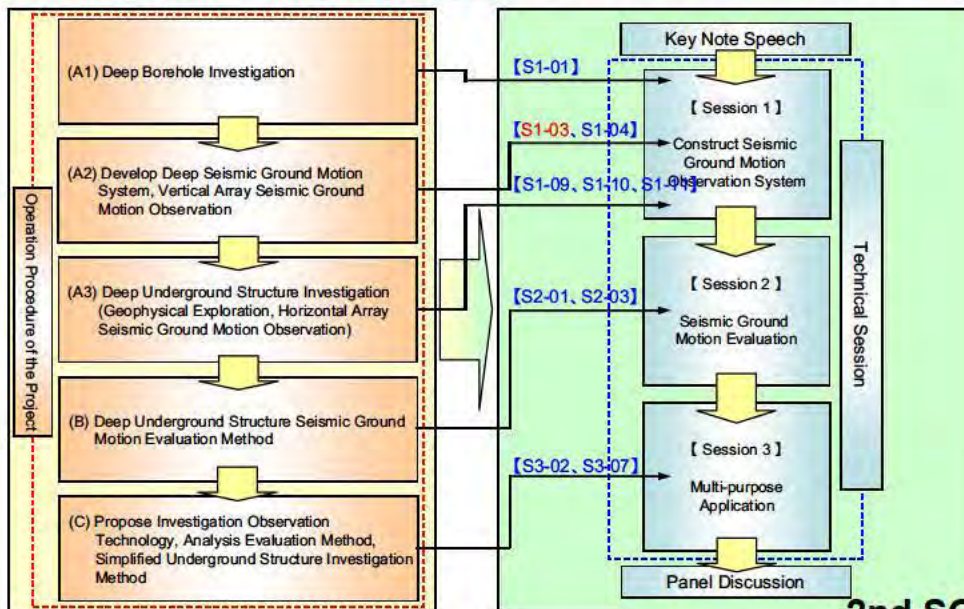 Operation Procedure of the Project
(A1) Deep Borehole Investigation
(A2) Develop Deep Seismic Ground Motion
System, Vertical Array Seismic Ground
Motion Observation
(A3) Deep Underground Structure Investigation
(Geophysical Exploration, Horizontal Array
Seismic Ground Motion Observation)
(B) Deep Underground Structure Seismic Ground
Motion Evaluation Method
(C) Propose Investigation Observation
Technology, Analysis Evaluation Method,
Simplified Underground Structure Investigation
Method
【S1-01】
【S1-03、S1-04】
【S1-09、S1-10、S1-11】
【S2-01、S2-03】
【S3-02、S3-07】
Key Note Speech
【 Session 1 】
Construct Seismic
Ground Motion
Observation System
【 Session 2 】
Seismic Ground
Motion Evaluation
【 Session 3 】
Multi-purpose
Application
Panel Discussion
Technical Session